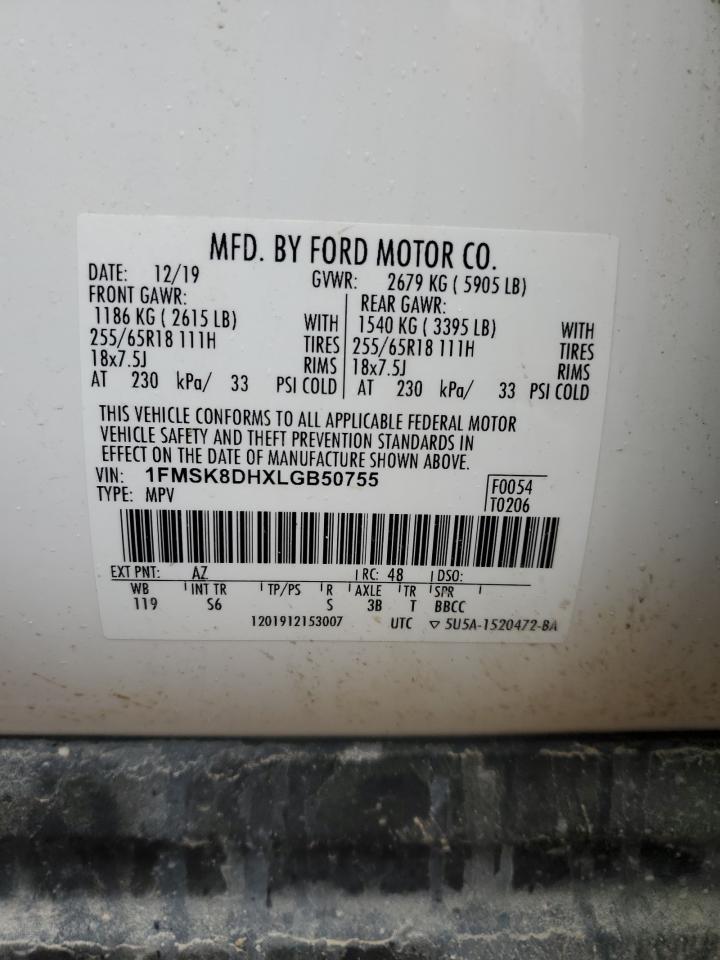 MFD. BY FORD MOTOR CO.
DATE: 12/19 GVWR: 2679 KG ( 5905 LB)
FRONT GAWR: REAR GAWR:
1186 KG ( 2615 LB) WITH 1540 KG ( 3395 LB) WITH
255/65R18 111H TIRES 255/65R18 111H TIRES
18x7.5J RIMS 18x7.5J RIMS
AT 230 kPa/ 33 PSI COLD AT 230 kPa/ 33 PSI COLD
THIS VEHICLE CONFORMS TO ALL APPLICABLE FEDERAL MOTOR
VEHICLE SAFETY AND THEFT PREVENTION STANDARDS IN
EFFECT ON THE DATE OF MANUFACTURE SHOWN ABOVE.
VIN: 1FMSK8DHXLGB50755 F0054
TYPE: MPV T0206
EXT PNT: AZ RC: 48 DSO:
WB INT TR TP/PS R AXLE TR SPR
119 S6 S 3B T BBCC
1201912153007 UTC ▽ 5U5A-1520472-BA